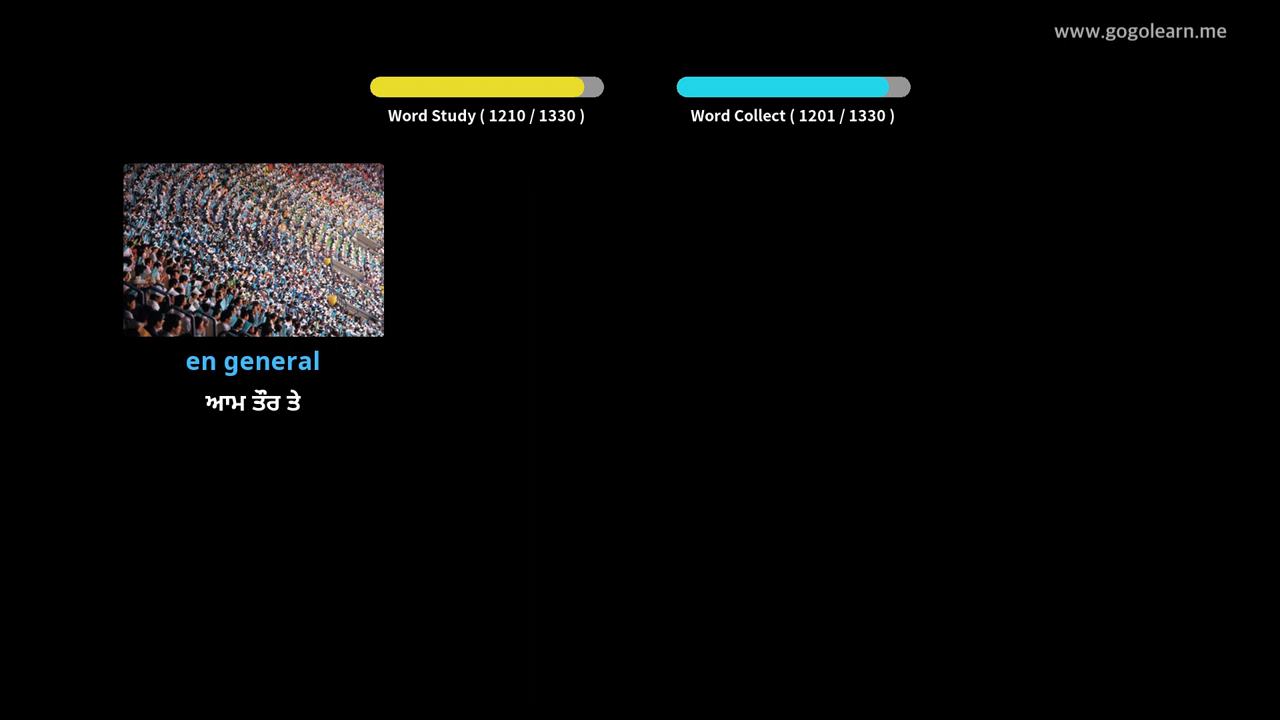 www.gogolearn.me
Word Study ( 1210 / 1330 )
Word Collect ( 1201 / 1330 )
en general
ਆਮ ਤੌਰ ਤੇ